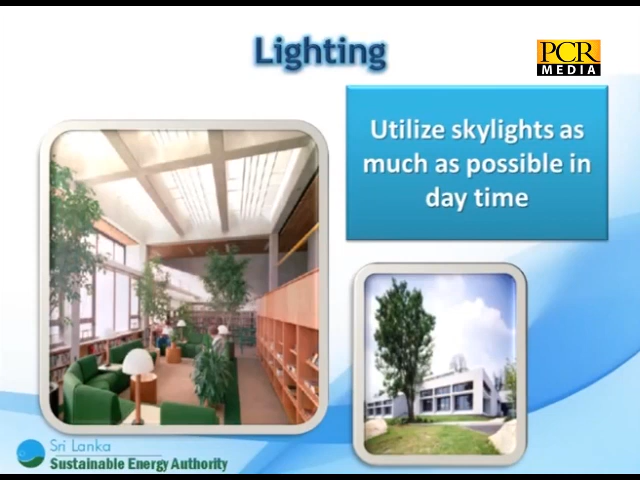 Lighting
PCR
MEDIA
Utilize skylights as
much as possible in
day time
Sri Lanka
Sustainable Energy Authority